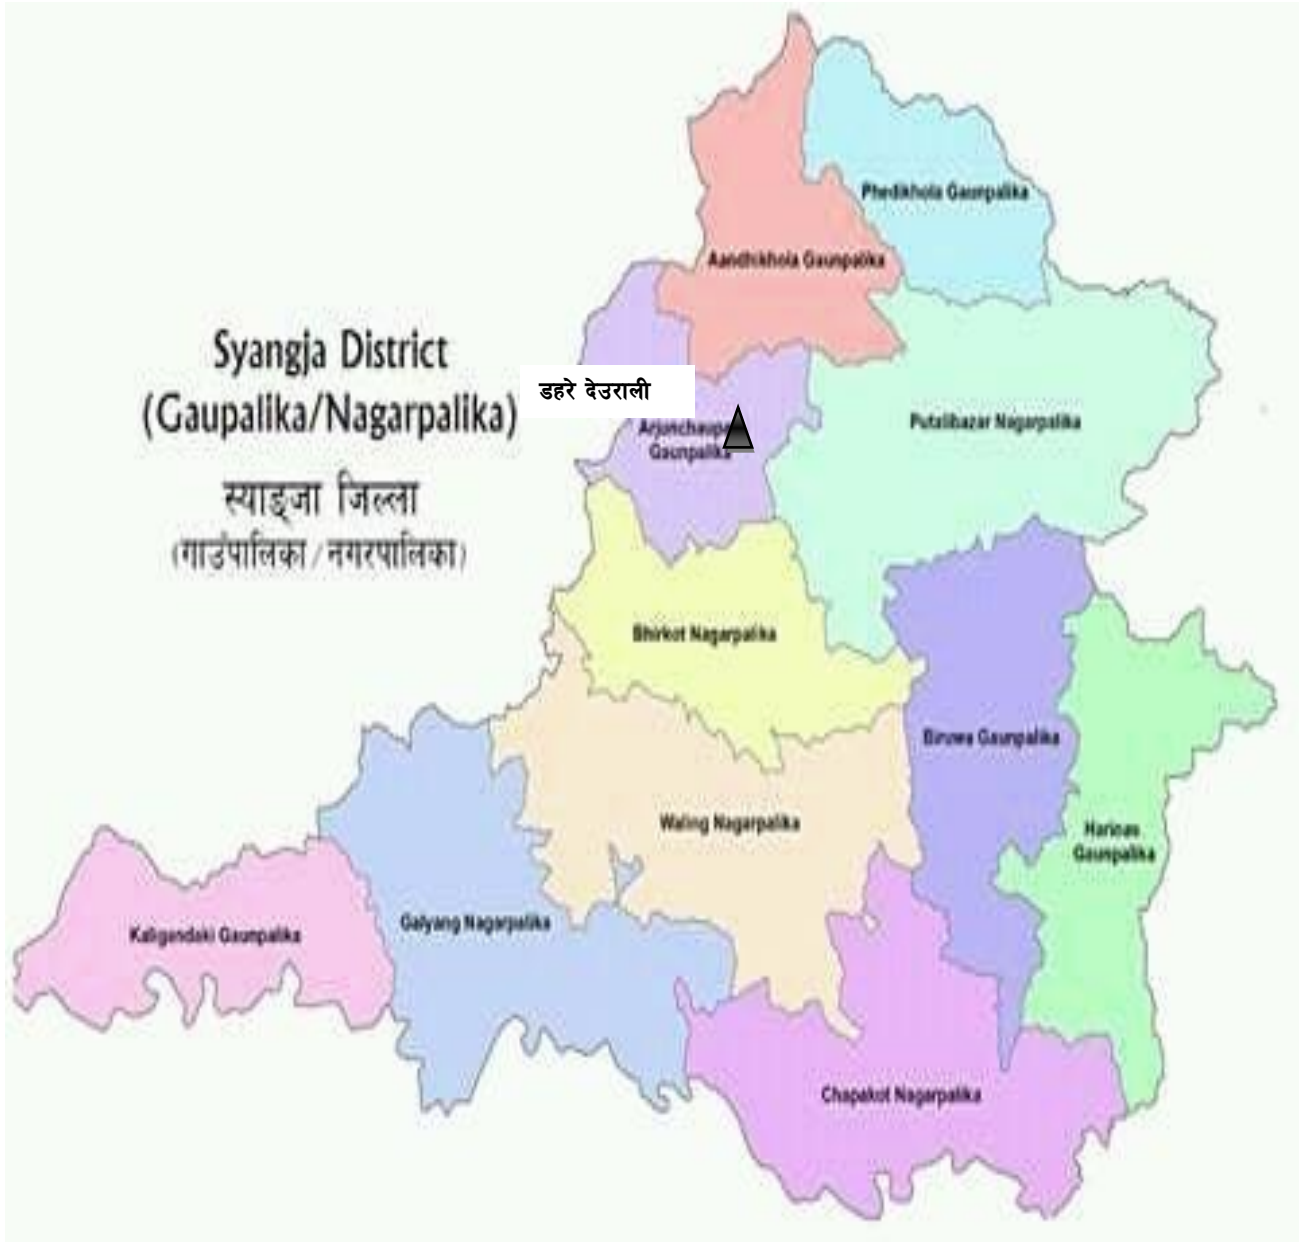 Phedikhola Gaunpalika
Aandhikhola Gaunpalika
Syangja District
(Gaupalika/Nagarpalika)
स्याङ्जा जिल्ला
(गाउंपालिका / नगरपालिका)
डहरे देउराली
Putalibazar Nagarpalika
Gaunpalika
Bhirkot Nagarpalika
Biruwa Gaunpalika
Waling Nagarpalika
Harinas
Gaunpalika
Galyang Nagarpalika
Kaligandaki Gaunpalika
Chapakot Nagarpalika